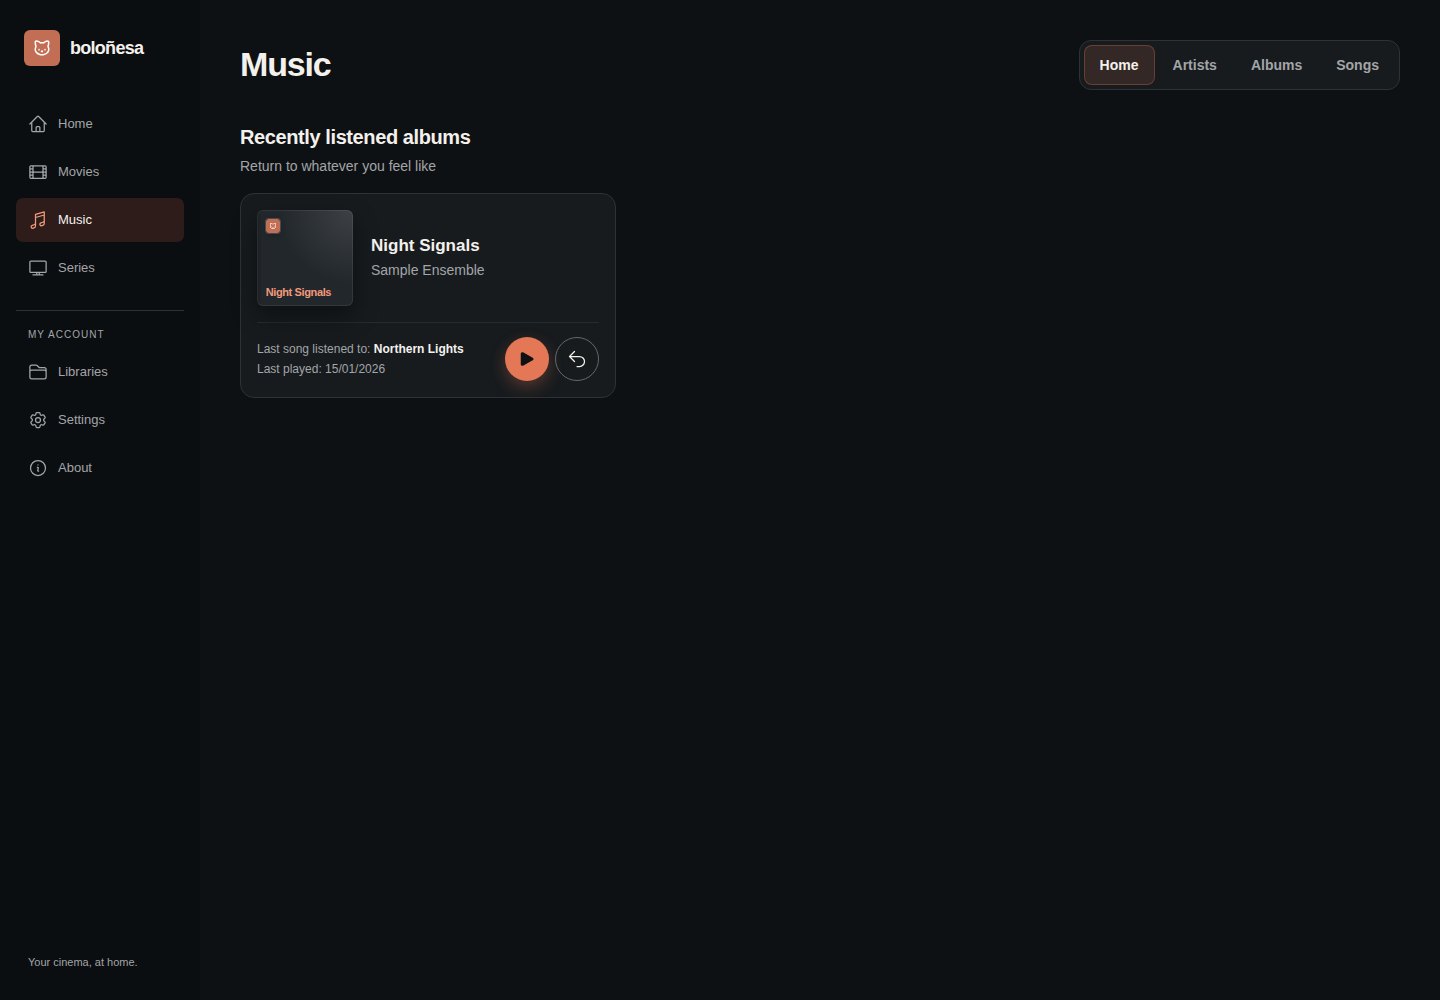 boloñesa
Home
Movies
Music
Series
MY ACCOUNT
Libraries
Settings
About
Your cinema, at home.
Music
Home
Artists
Albums
Songs
Recently listened albums
Return to whatever you feel like
Night Signals
Night Signals
Sample Ensemble
Last song listened to: Northern Lights
Last played: 15/01/2026